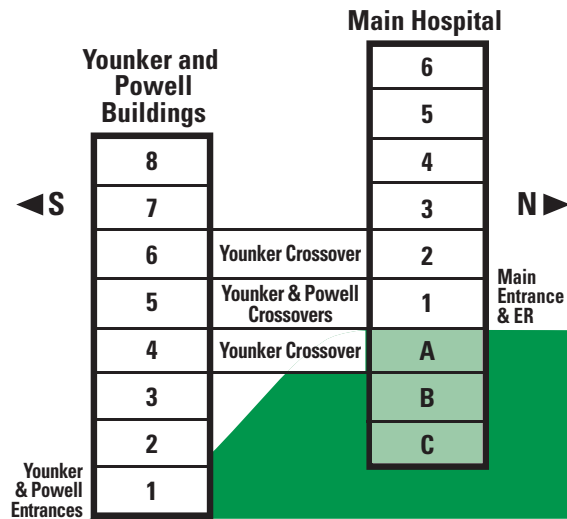 Main Hospital
Younker and
Powell
Buildings
6
5
4
3
2
1
A
B
C
8
7
6
5
4
3
2
1
◄S
N►
Younker Crossover
Younker & Powell
Crossovers
Younker Crossover
Main
Entrance
& ER
Younker
& Powell
Entrances